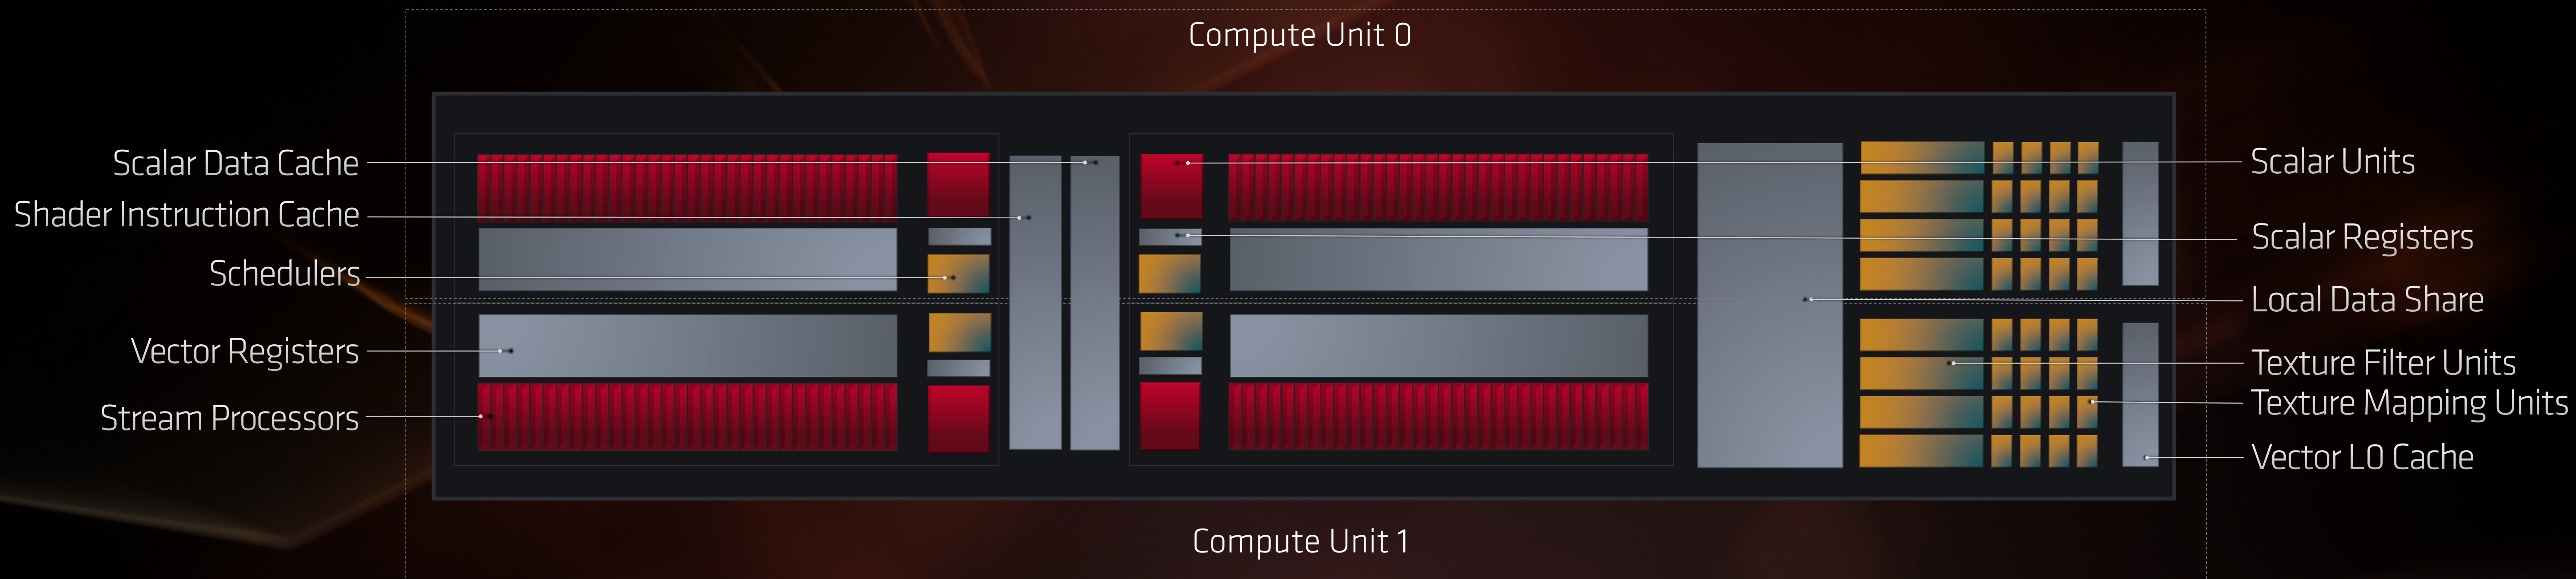 Compute Unit 0
Scalar Data Cache
Shader Instruction Cache
Schedulers
Vector Registers
Stream Processors
Scalar Units
Scalar Registers
Local Data Share
Texture Filter Units
Texture Mapping Units
Vector L0 Cache
Compute Unit 1